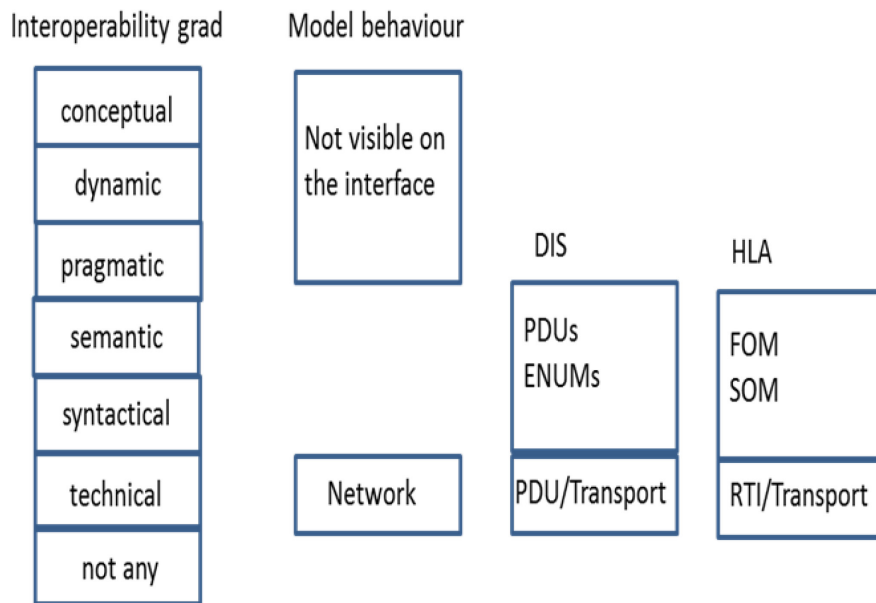 Interoperability grad
Model behaviour
conceptual
dynamic
pragmatic
semantic
syntactical
technical
not any
Not visible on
the interface
Network
DIS
PDUs
ENUMs
PDU/Transport
HLA
FOM
SOM
RTI/Transport